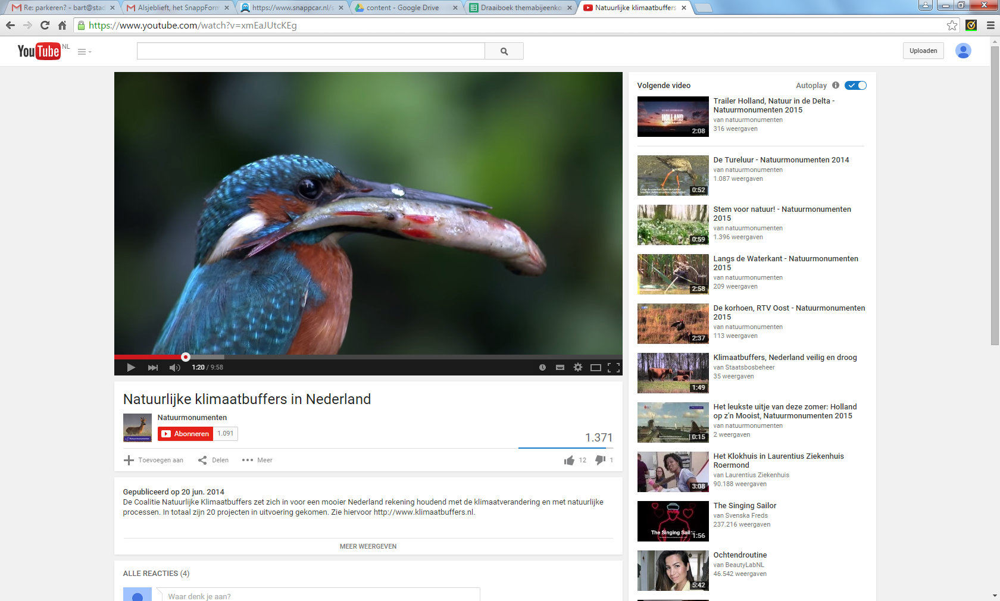 Re: parkeren? - bart@stad
Alsjeblieft, het SnappForm
https://www.snappcar.nl/s
content - Google Drive
Draaiboek themabijeenko
Natuurlijke klimaatbuffers
https://www.youtube.com/watch?v=xmEaJUtcKEg
YouTube NL
Uploaden
1:20 / 9:58
Natuurlijke klimaatbuffers in Nederland
Natuurmonumenten
Abonneren 1.091
1.371
Toevoegen aan Delen Meer 12 1
Gepubliceerd op 20 jun. 2014
De Coalitie Natuurlijke Klimaatbuffers zet zich in voor een mooier Nederland rekening houdend met de klimaatverandering en met natuurlijke
processen. In totaal zijn 20 projecten in uitvoering gekomen. Zie hiervoor http://www.klimaatbuffers.nl.
MEER WEERGEVEN
ALLE REACTIES (4)
Waar denk je aan?
Volgende video Autoplay
HOLLAND
2:08
Trailer Holland, Natuur in de Delta -
Natuurmonumenten 2015
van natuurmonumenten
316 weergaven
0:52
De Tureluur - Natuurmonumenten 2014
van natuurmonumenten
1.087 weergaven
0:59
Stem voor natuur! - Natuurmonumenten
2015
van natuurmonumenten
1.396 weergaven
2:58
Langs de Waterkant - Natuurmonumenten
2015
van natuurmonumenten
209 weergaven
2:37
De korhoen, RTV Oost - Natuurmonumenten
2015
van natuurmonumenten
113 weergaven
1:49
Klimaatbuffers, Nederland veilig en droog
van Staatsbosbeheer
35 weergaven
0:15
Het leukste uitje van deze zomer: Holland
op z'n Mooist, Natuurmonumenten 2015
van natuurmonumenten
2 weergaven
3:08
Het Klokhuis in Laurentius Ziekenhuis
Roermond
van Laurentius Ziekenhuis
90.188 weergaven
The Singing Sailor
1:56
The Singing Sailor
van Svenska Freds
237.216 weergaven
5:42
Ochtendroutine
van BeautyLabNL
46.542 weergaven